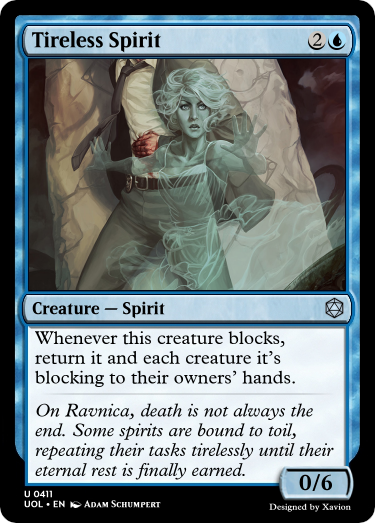 Tireless Spirit 2
Creature — Spirit
Whenever this creature blocks,
return it and each creature it's
blocking to their owners' hands.
On Ravnica, death is not always the
end. Some spirits are bound to toil,
repeating their tasks tirelessly until their
eternal rest is finally earned.
0/6
U 0411
UOL • EN Adam Schumpert
Designed by Xavion